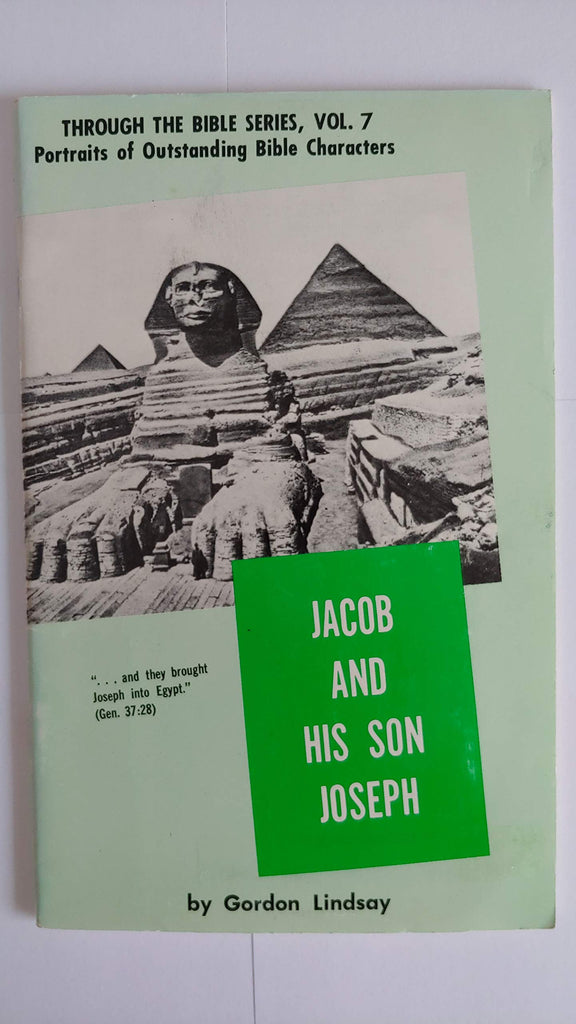 THROUGH THE BIBLE SERIES, VOL. 7
Portraits of Outstanding Bible Characters
JACOB
AND
HIS SON
JOSEPH
". . . and they brought
Joseph into Egypt."
(Gen. 37:28)
by Gordon Lindsay